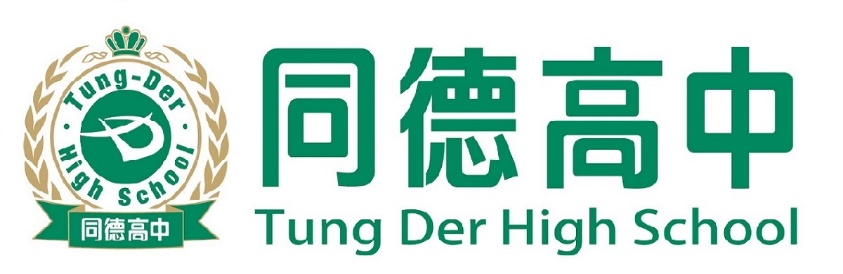 Tung-Der
High School
同德高中
同德高中
Tung Der High School